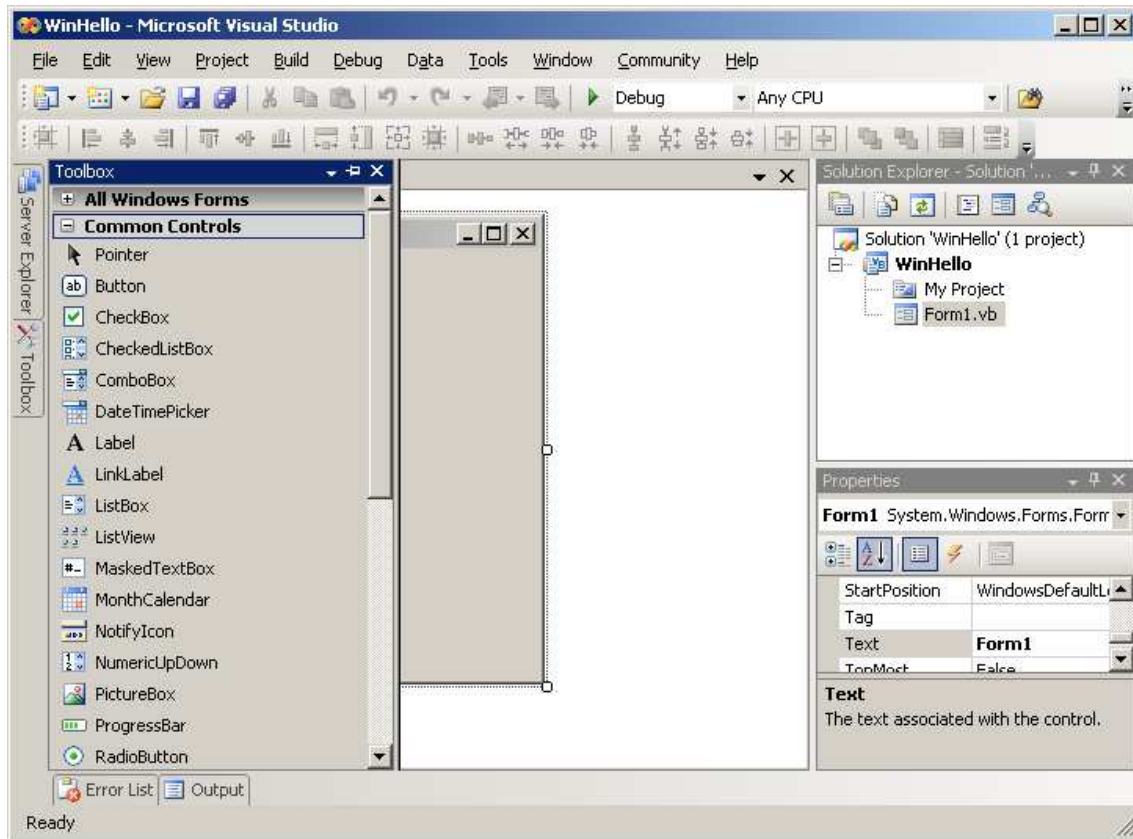 WinHello - Microsoft Visual Studio
File Edit View Project Build Debug Data Tools Window Community Help
Debug Any CPU
Server Explorer
Toolbox
Toolbox
All Windows Forms
Common Controls
Pointer
Button
CheckBox
CheckedListBox
ComboBox
DateTimePicker
Label
LinkLabel
ListBox
ListView
MaskedTextBox
MonthCalendar
NotifyIcon
NumericUpDown
PictureBox
ProgressBar
RadioButton
Solution Explorer - Solution '...
Solution 'WinHello' (1 project)
WinHello
My Project
Form1.vb
Properties
Form1 System.Windows.Forms.Form
StartPosition WindowsDefaultL
Tag
Text Form1
TopMost False
Text
The text associated with the control.
Error List Output
Ready